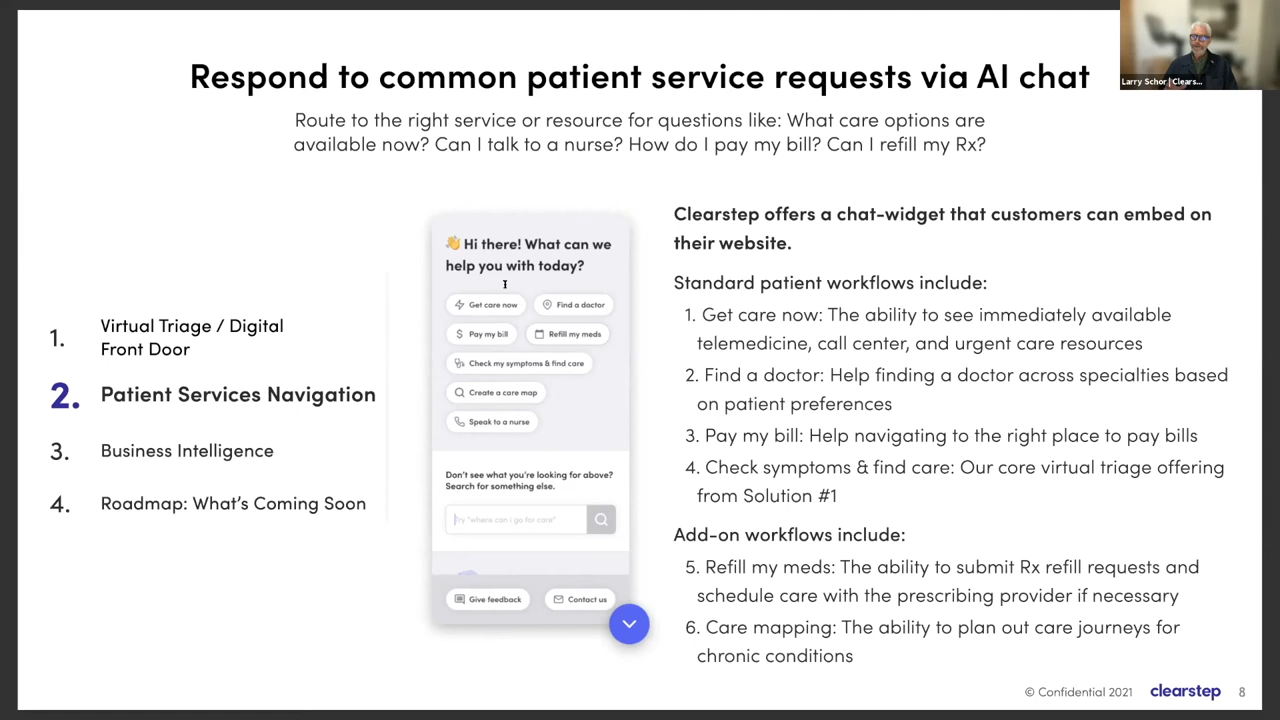 Respond to common patient service requests via AI chat
Larry Schor | Clears...
Route to the right service or resource for questions like: What care options are
available now? Can I talk to a nurse? How do I pay my bill? Can I refill my Rx?
1. Virtual Triage / Digital
Front Door
2. Patient Services Navigation
3. Business Intelligence
4. Roadmap: What's Coming Soon
👋 Hi there! What can we
help you with today?
Get care now
Find a doctor
Pay my bill
Refill my meds
Check my symptoms & find care
Create a care map
Speak to a nurse
Don't see what you're looking for above?
Search for something else.
Try "where can i go for care"
Give feedback
Contact us
Clearstep offers a chat-widget that customers can embed on
their website.
Standard patient workflows include:
1. Get care now: The ability to see immediately available
telemedicine, call center, and urgent care resources
2. Find a doctor: Help finding a doctor across specialties based
on patient preferences
3. Pay my bill: Help navigating to the right place to pay bills
4. Check symptoms & find care: Our core virtual triage offering
from Solution #1
Add-on workflows include:
5. Refill my meds: The ability to submit Rx refill requests and
schedule care with the prescribing provider if necessary
6. Care mapping: The ability to plan out care journeys for
chronic conditions
© Confidential 2021 clearstep 8